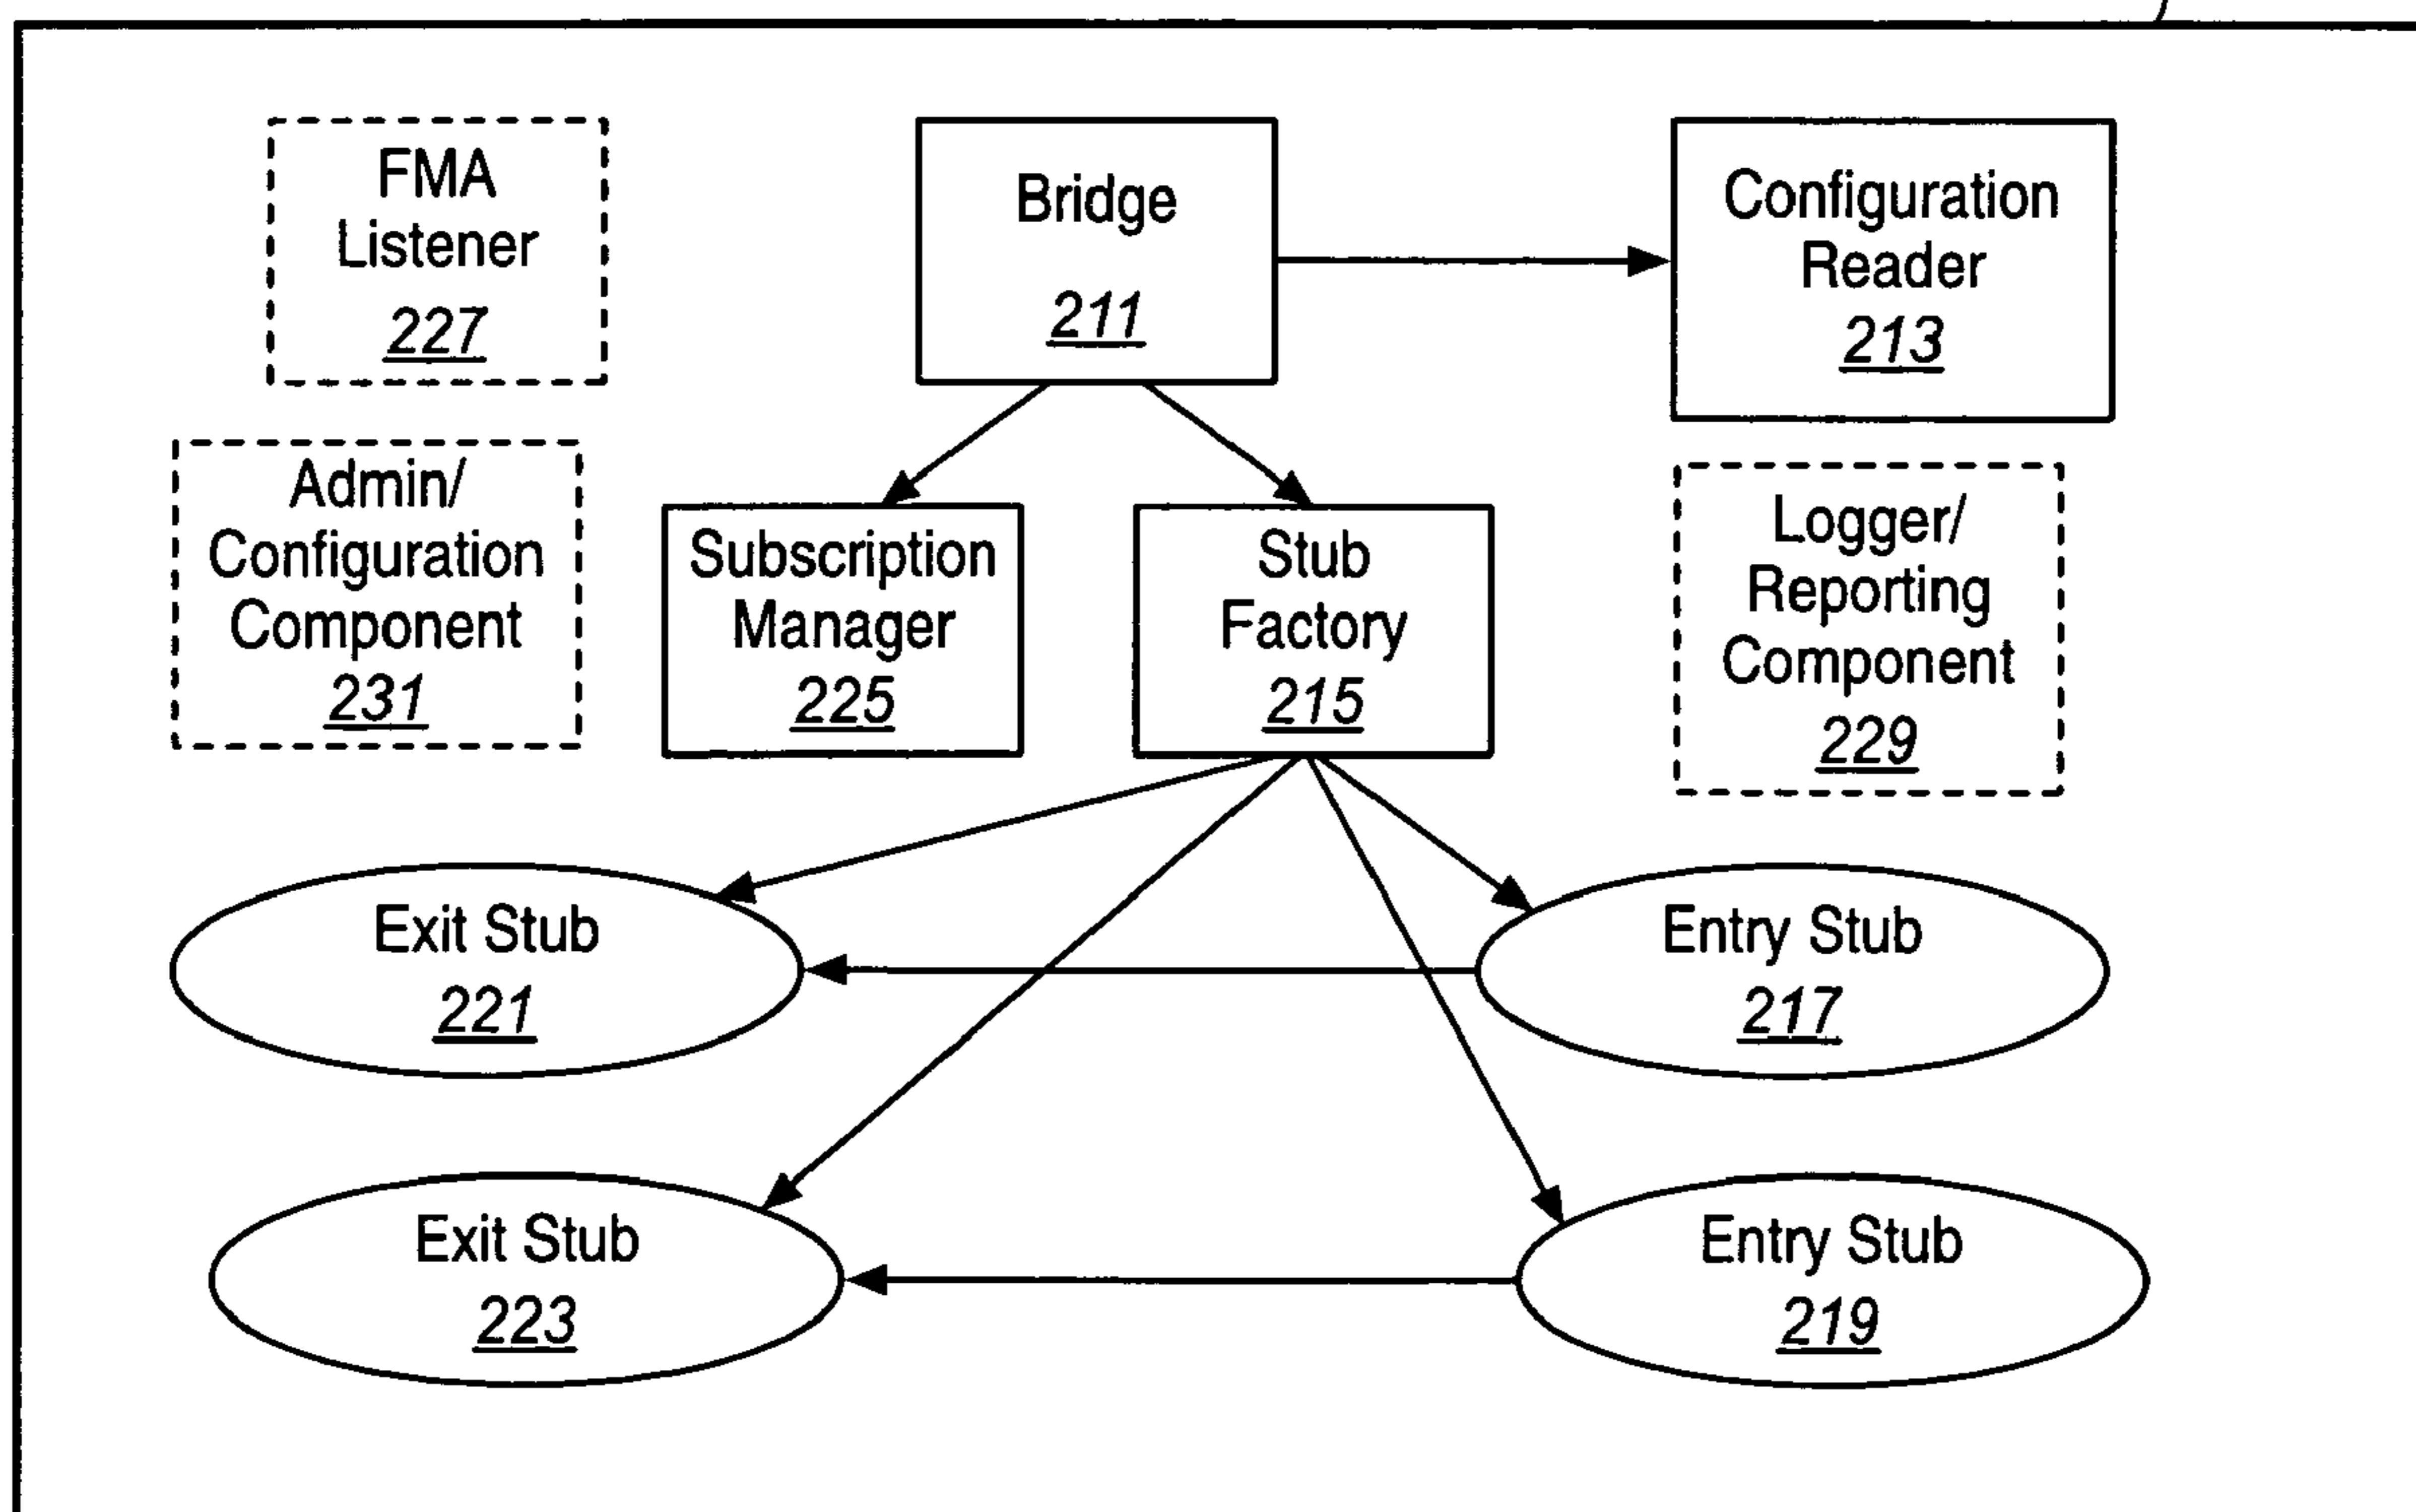 FMA
Listener
227
Bridge
211
Configuration
Reader
213
Admin/
Configuration
Component
231
Subscription
Manager
225
Stub
Factory
215
Logger/
Reporting
Component
229
Exit Stub
221
Entry Stub
217
Exit Stub
223
Entry Stub
219